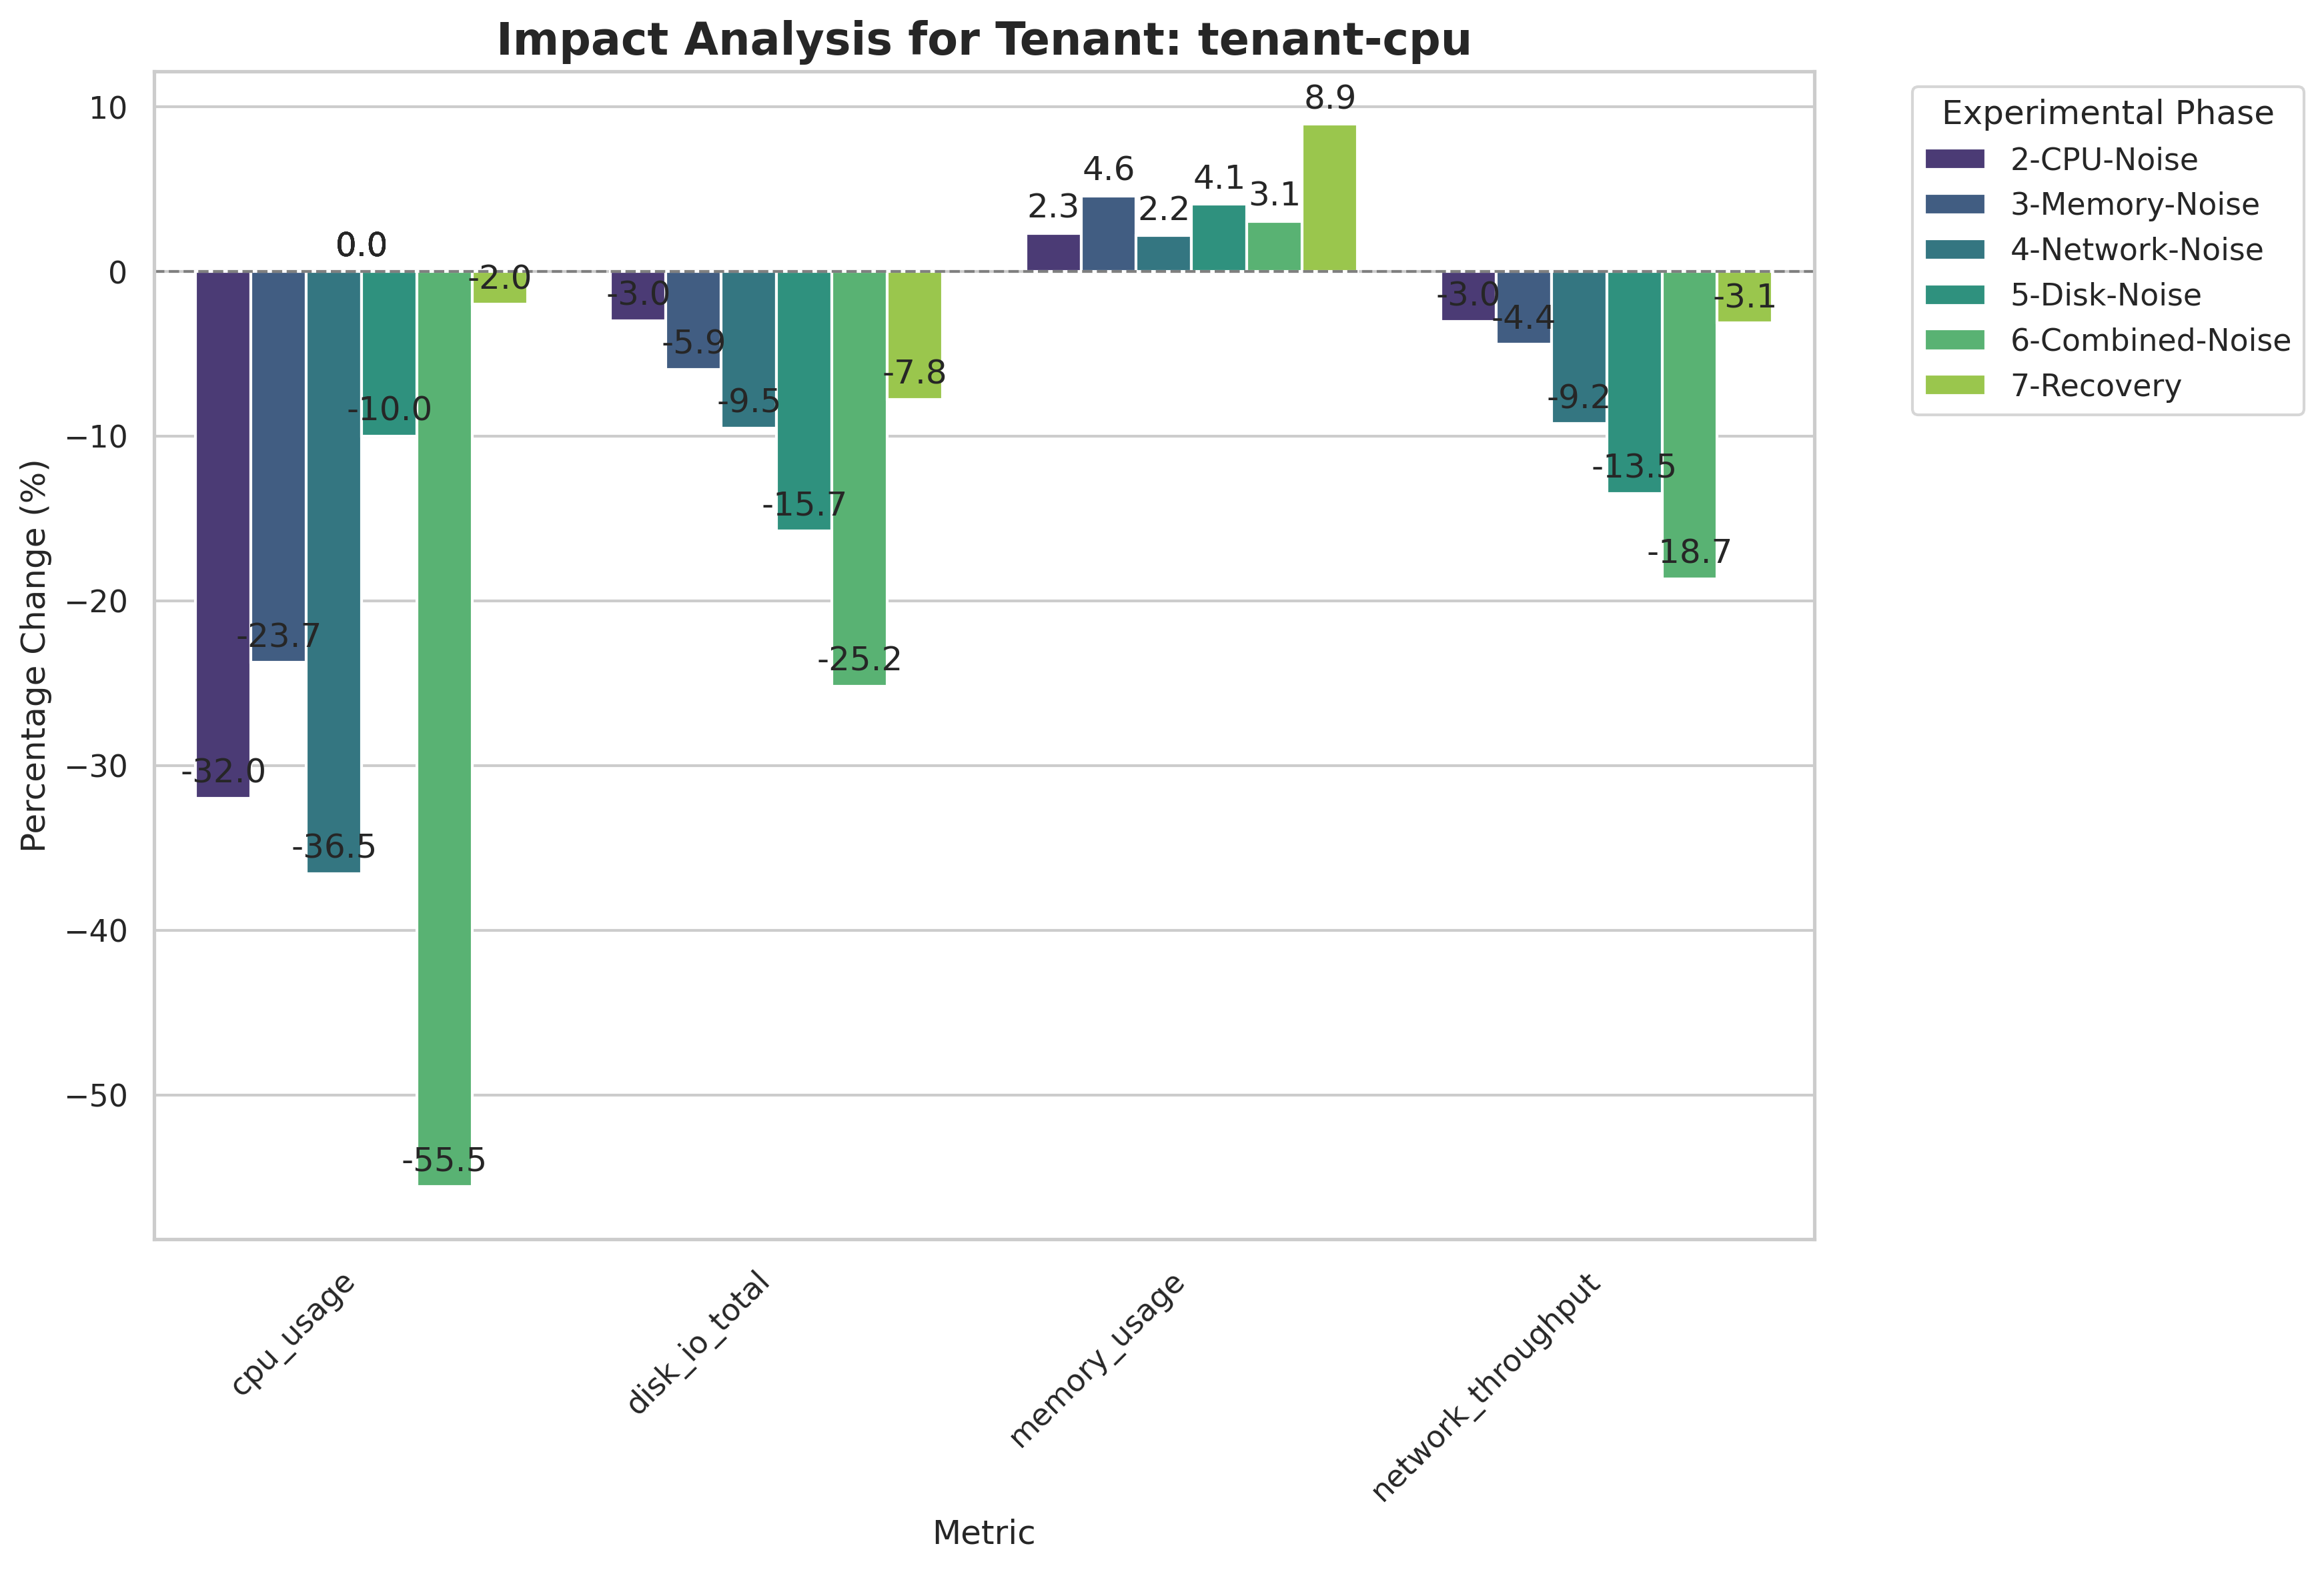 Impact Analysis for Tenant: tenant-cpu
Percentage Change (%)
10
0
−10
−20
−30
−40
−50
-32.0
-23.7
-36.5
0.0
-10.0
-55.5
-2.0
-3.0
-5.9
-9.5
-15.7
-25.2
-7.8
2.3
4.6
2.2
4.1
3.1
8.9
-3.0
-4.4
-9.2
-13.5
-18.7
-3.1
cpu_usage
disk_io_total
memory_usage
network_throughput
Metric
Experimental Phase
2-CPU-Noise
3-Memory-Noise
4-Network-Noise
5-Disk-Noise
6-Combined-Noise
7-Recovery